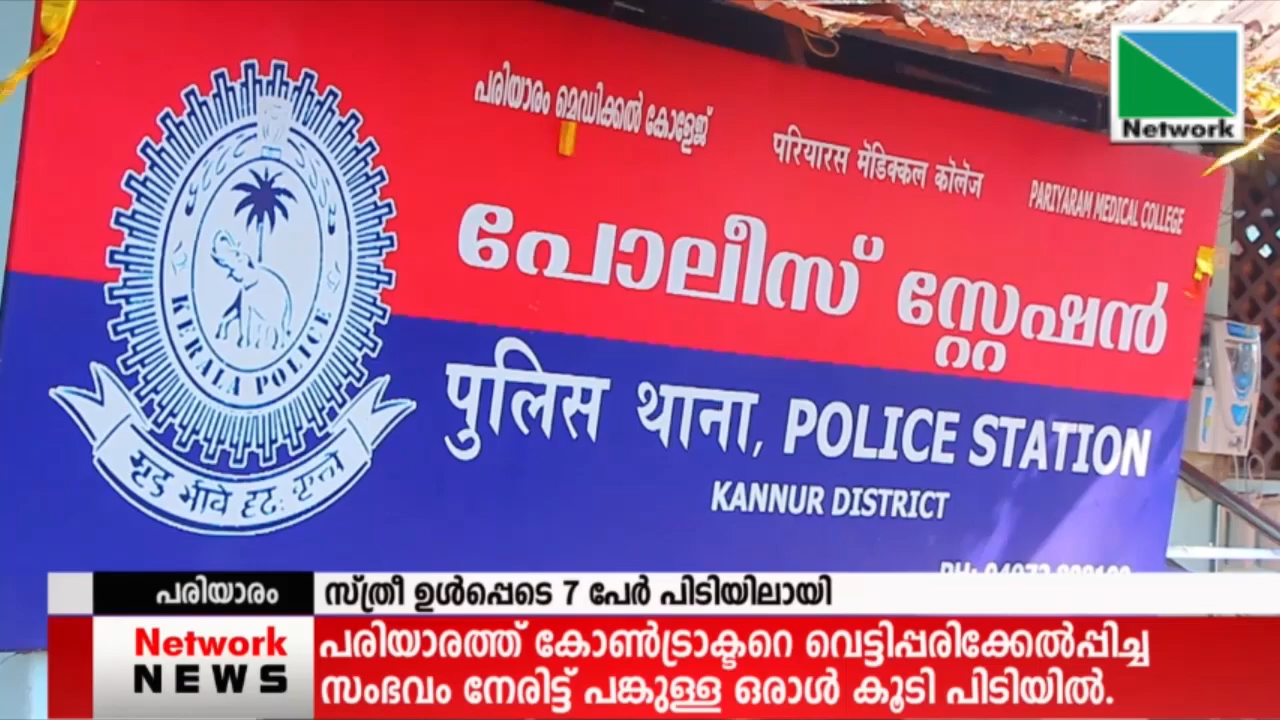 Network
പരിയാരം മെഡിക്കൽ കോളേജ്
परियारस मॅडिक्कल कॉलॅज
PARIYARAM MEDICAL COLLEGE
പോലീസ് സ്റ്റേഷൻ
पुलिस थाना, POLICE STATION
KANNUR DISTRICT
KERALA POLICE
പരിയാരം
സ്ത്രീ ഉൾപ്പെടെ 7 പേർ പിടിയിലായി
Network
NEWS
പരിയാരത്ത് കോൺട്രാക്ടറെ വെട്ടിപ്പരിക്കേൽപ്പിച്ച
സംഭവം നേരിട്ട് പങ്കുള്ള ഒരാൾ കൂടി പിടിയിൽ.